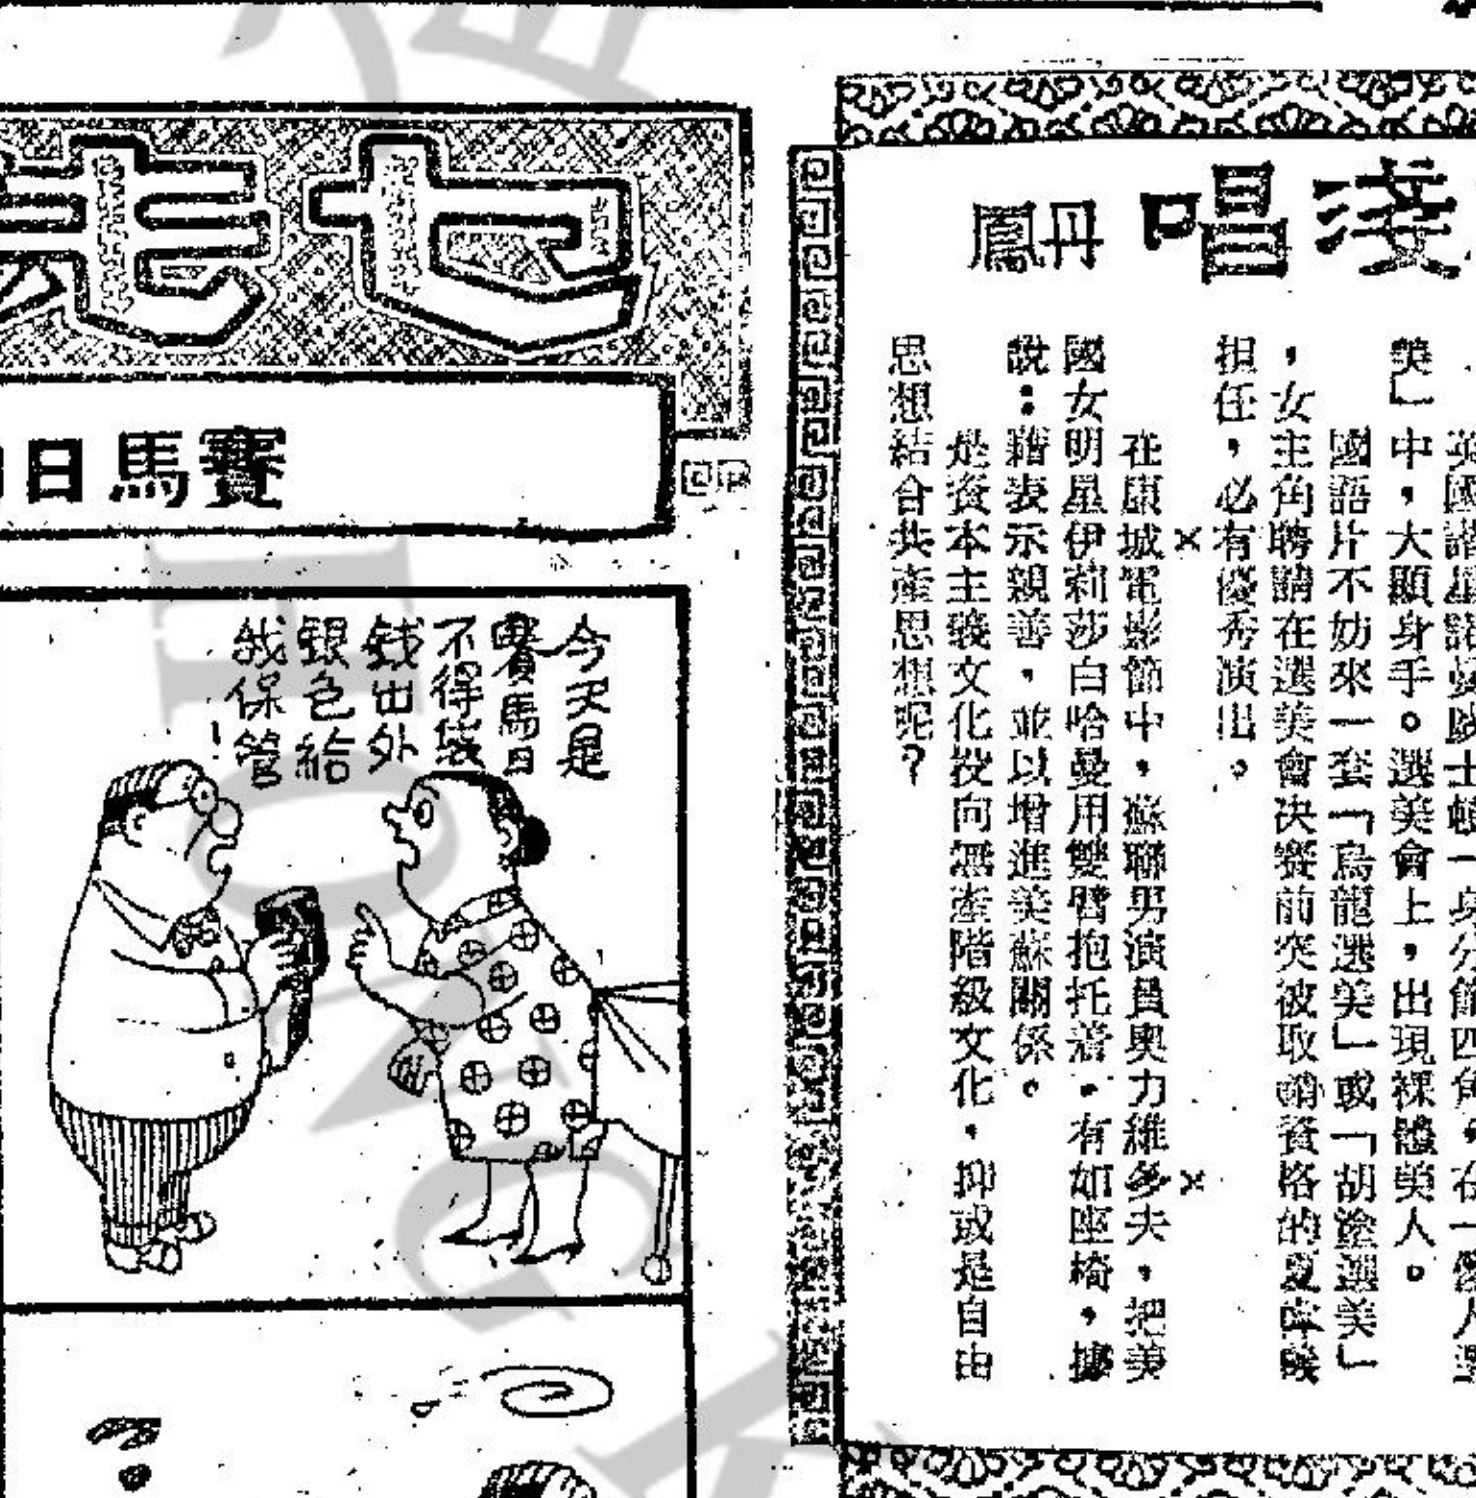 淺唱
丹鳳
美」中,大顯身手。選美會上,出現裸體美人。
國語片不妨來一套「烏龍選美」或「胡塗選美」
,女主角聘請在選美會决賽前突被取消資格的夏
担任,必有優秀演出。
× ×
在康城電影節中,蘇聯男演員奧力維多夫,把美
國女明星伊莉莎白哈曼用雙臂抱托着,有如座椅,據
說:藉表示親善,並以增進美蘇關係。
是資本主義文化投向無產階級文化,抑或是自由
思想結合共產思想呢?
賽馬日
今天是
賽馬日
不得袋
錢出外
銀包給
我保管
!